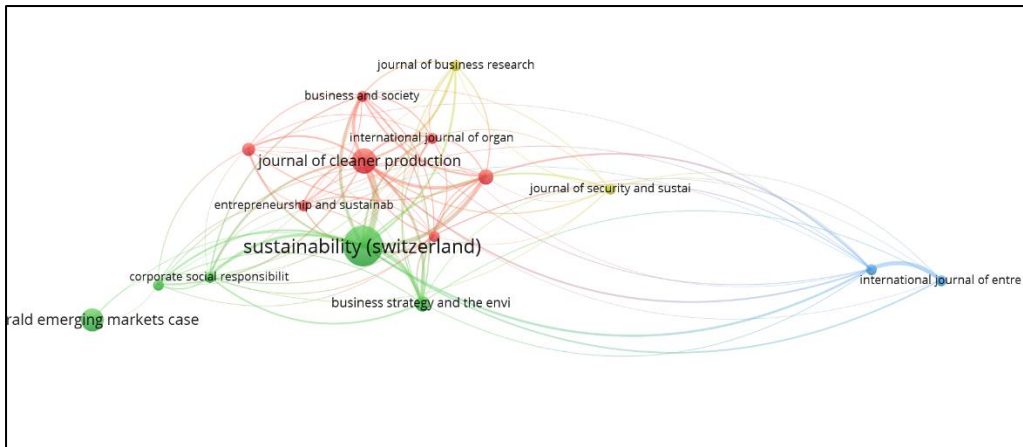 journal of business research
business and society
international journal of organ
journal of cleaner production
journal of security and sustai
entrepreneurship and sustainab
sustainability (switzerland)
corporate social responsibilit
international journal of entre
business strategy and the envi
rald emerging markets case